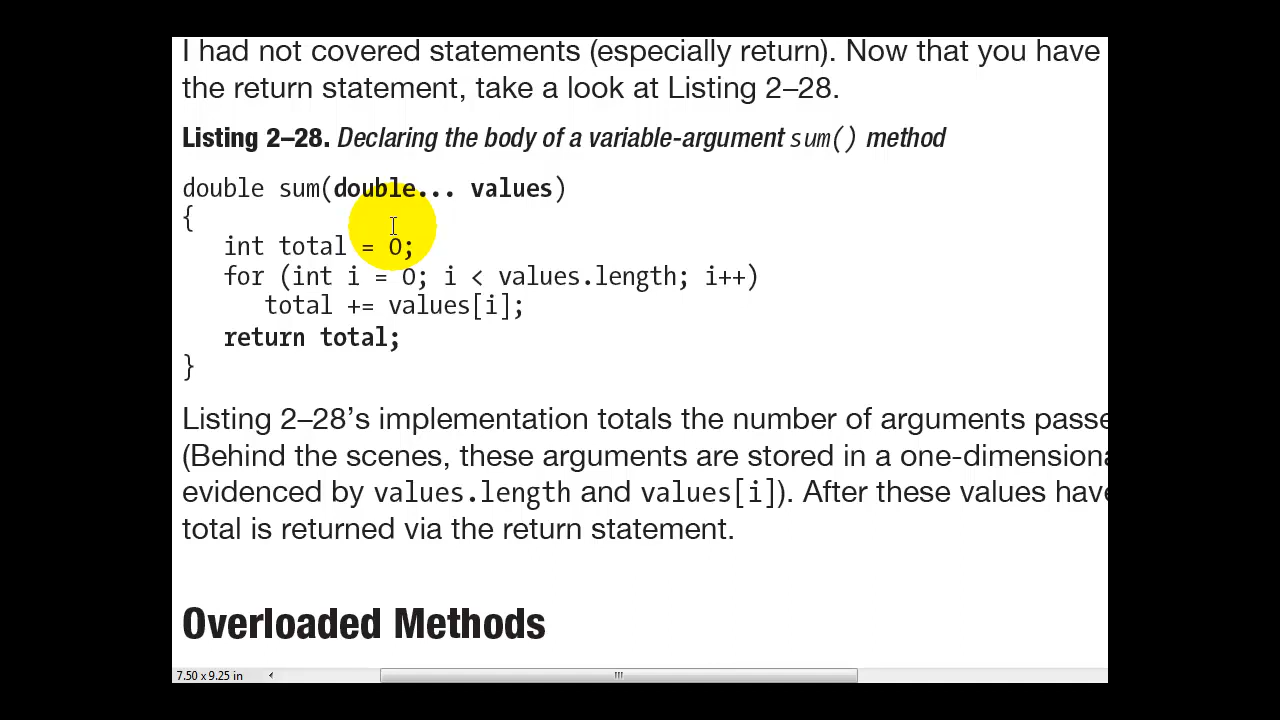 I had not covered statements (especially return). Now that you have
the return statement, take a look at Listing 2–28.
Listing 2–28. Declaring the body of a variable-argument sum() method
double sum(double... values)
{
   int total = 0;
   for (int i = 0; i < values.length; i++)
      total += values[i];
   return total;
}
Listing 2–28’s implementation totals the number of arguments
(Behind the scenes, these arguments are stored in a
evidenced by values.length and values[i]). After these values
total is returned via the return statement.
Overloaded Methods
7.50 x 9.25 in